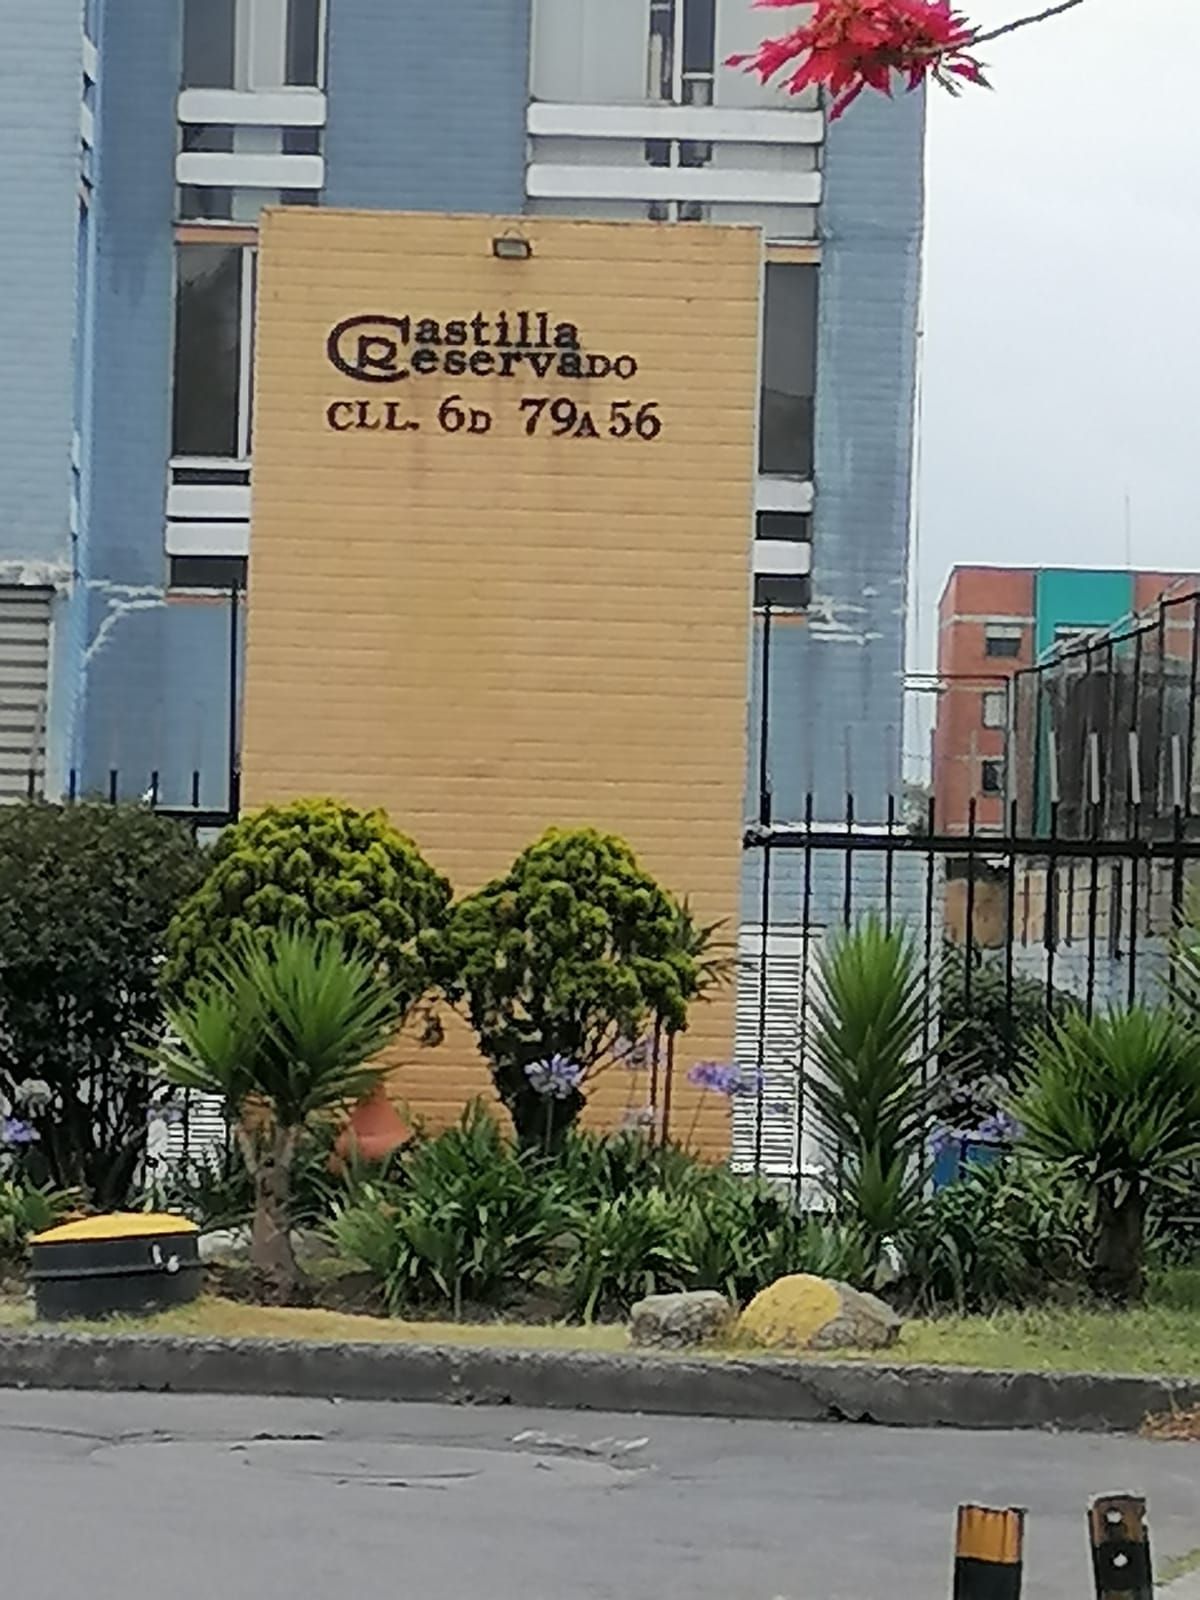 Castilla
Reservado
CLL. 6D 79A 56